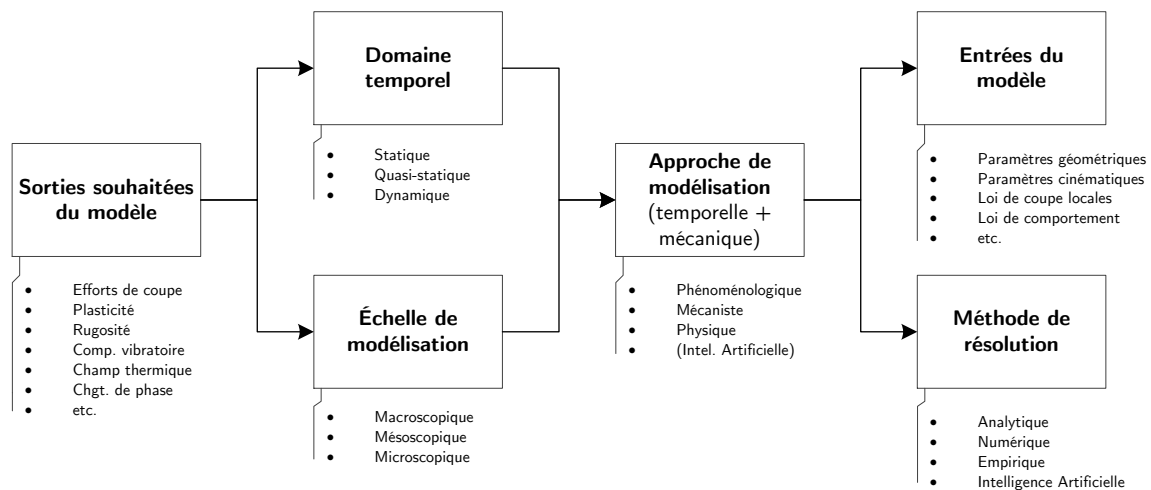 Sorties souhaitées
du modèle
• Efforts de coupe
• Plasticité
• Rugosité
• Comp. vibratoire
• Champ thermique
• Chgt. de phase
• etc.
Domaine
temporel
• Statique
• Quasi-statique
• Dynamique
Échelle de
modélisation
• Macroscopique
• Mésoscopique
• Microscopique
Approche de
modélisation
(temporelle +
mécanique)
• Phénoménologique
• Mécaniste
• Physique
• (Intel. Artificielle)
Entrées du
modèle
• Paramètres géométriques
• Paramètres cinématiques
• Loi de coupe locales
• Loi de comportement
• etc.
Méthode de
résolution
• Analytique
• Numérique
• Empirique
• Intelligence Artificielle